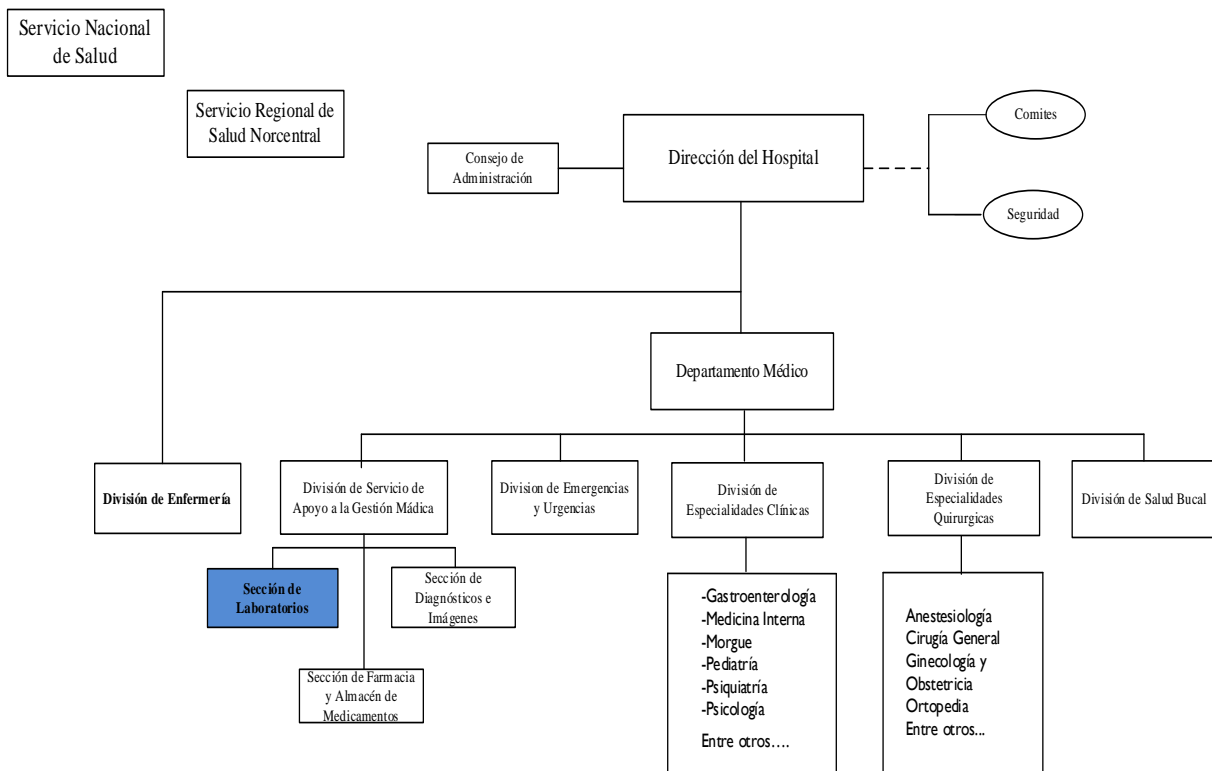 Servicio Nacional
de Salud
Servicio Regional de
Salud Norcentral
Consejo de
Administración
Dirección del Hospital
Comites
Seguridad
Departamento Médico
División de Enfermería
División de Servicio de
Apoyo a la Gestión Mádica
Division de Emergencias
y Urgencias
División de
Especialidades Clínicas
División de
Especialidades
Quirurgicas
División de Salud Bucal
Sección de
Laboratorios
Sección de
Diagnósticos e
Imágenes
Sección de Farmacia
y Almacén de
Medicamentos
-Gastroenterología
-Medicina Interna
-Morgue
-Pediatría
-Psiquiatría
-Psicología
Entre otros….
Anestesiología
Cirugía General
Ginecología y
Obstetricia
Ortopedia
Entre otros...